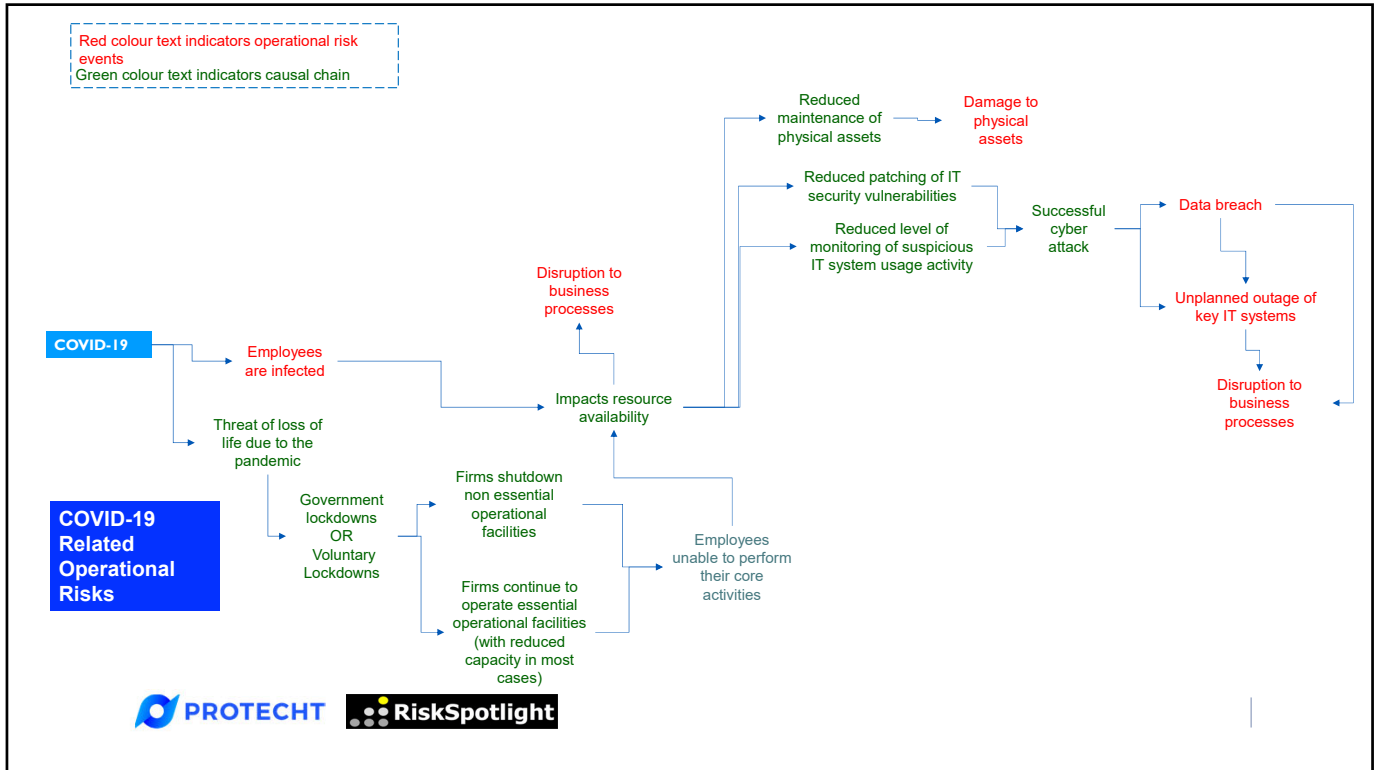 Red colour text indicators operational risk
events
Green colour text indicators causal chain
Reduced
maintenance of
physical assets
Damage to
physical
assets
Reduced patching of IT
security vulnerabilities
Reduced level of
monitoring of suspicious
IT system usage activity
Successful
cyber
attack
Data breach
Unplanned outage of
key IT systems
Disruption to
business
processes
Disruption to
business
processes
COVID-19
Employees
are infected
Impacts resource
availability
Threat of loss of
life due to the
pandemic
Government
lockdowns
OR
Voluntary
Lockdowns
Firms shutdown
non essential
operational
facilities
Firms continue to
operate essential
operational facilities
(with reduced
capacity in most
cases)
Employees
unable to perform
their core
activities
COVID-19
Related
Operational
Risks
PROTECHT
RiskSpotlight